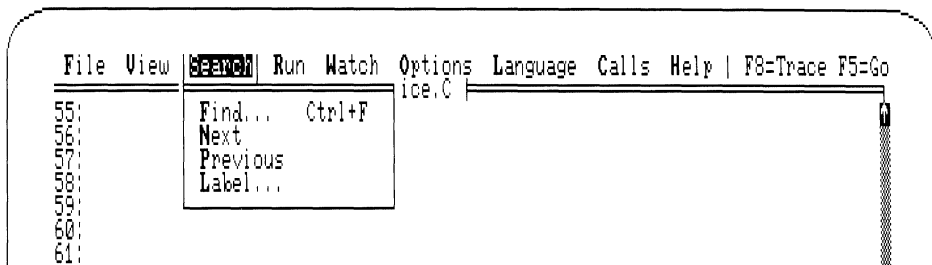 File View Search Run Watch Options Language Calls Help | F8=Trace F5=Go
ice.C
55: Find... Ctrl+F
56: Next
57: Previous
58: Label...
59:
60:
61: